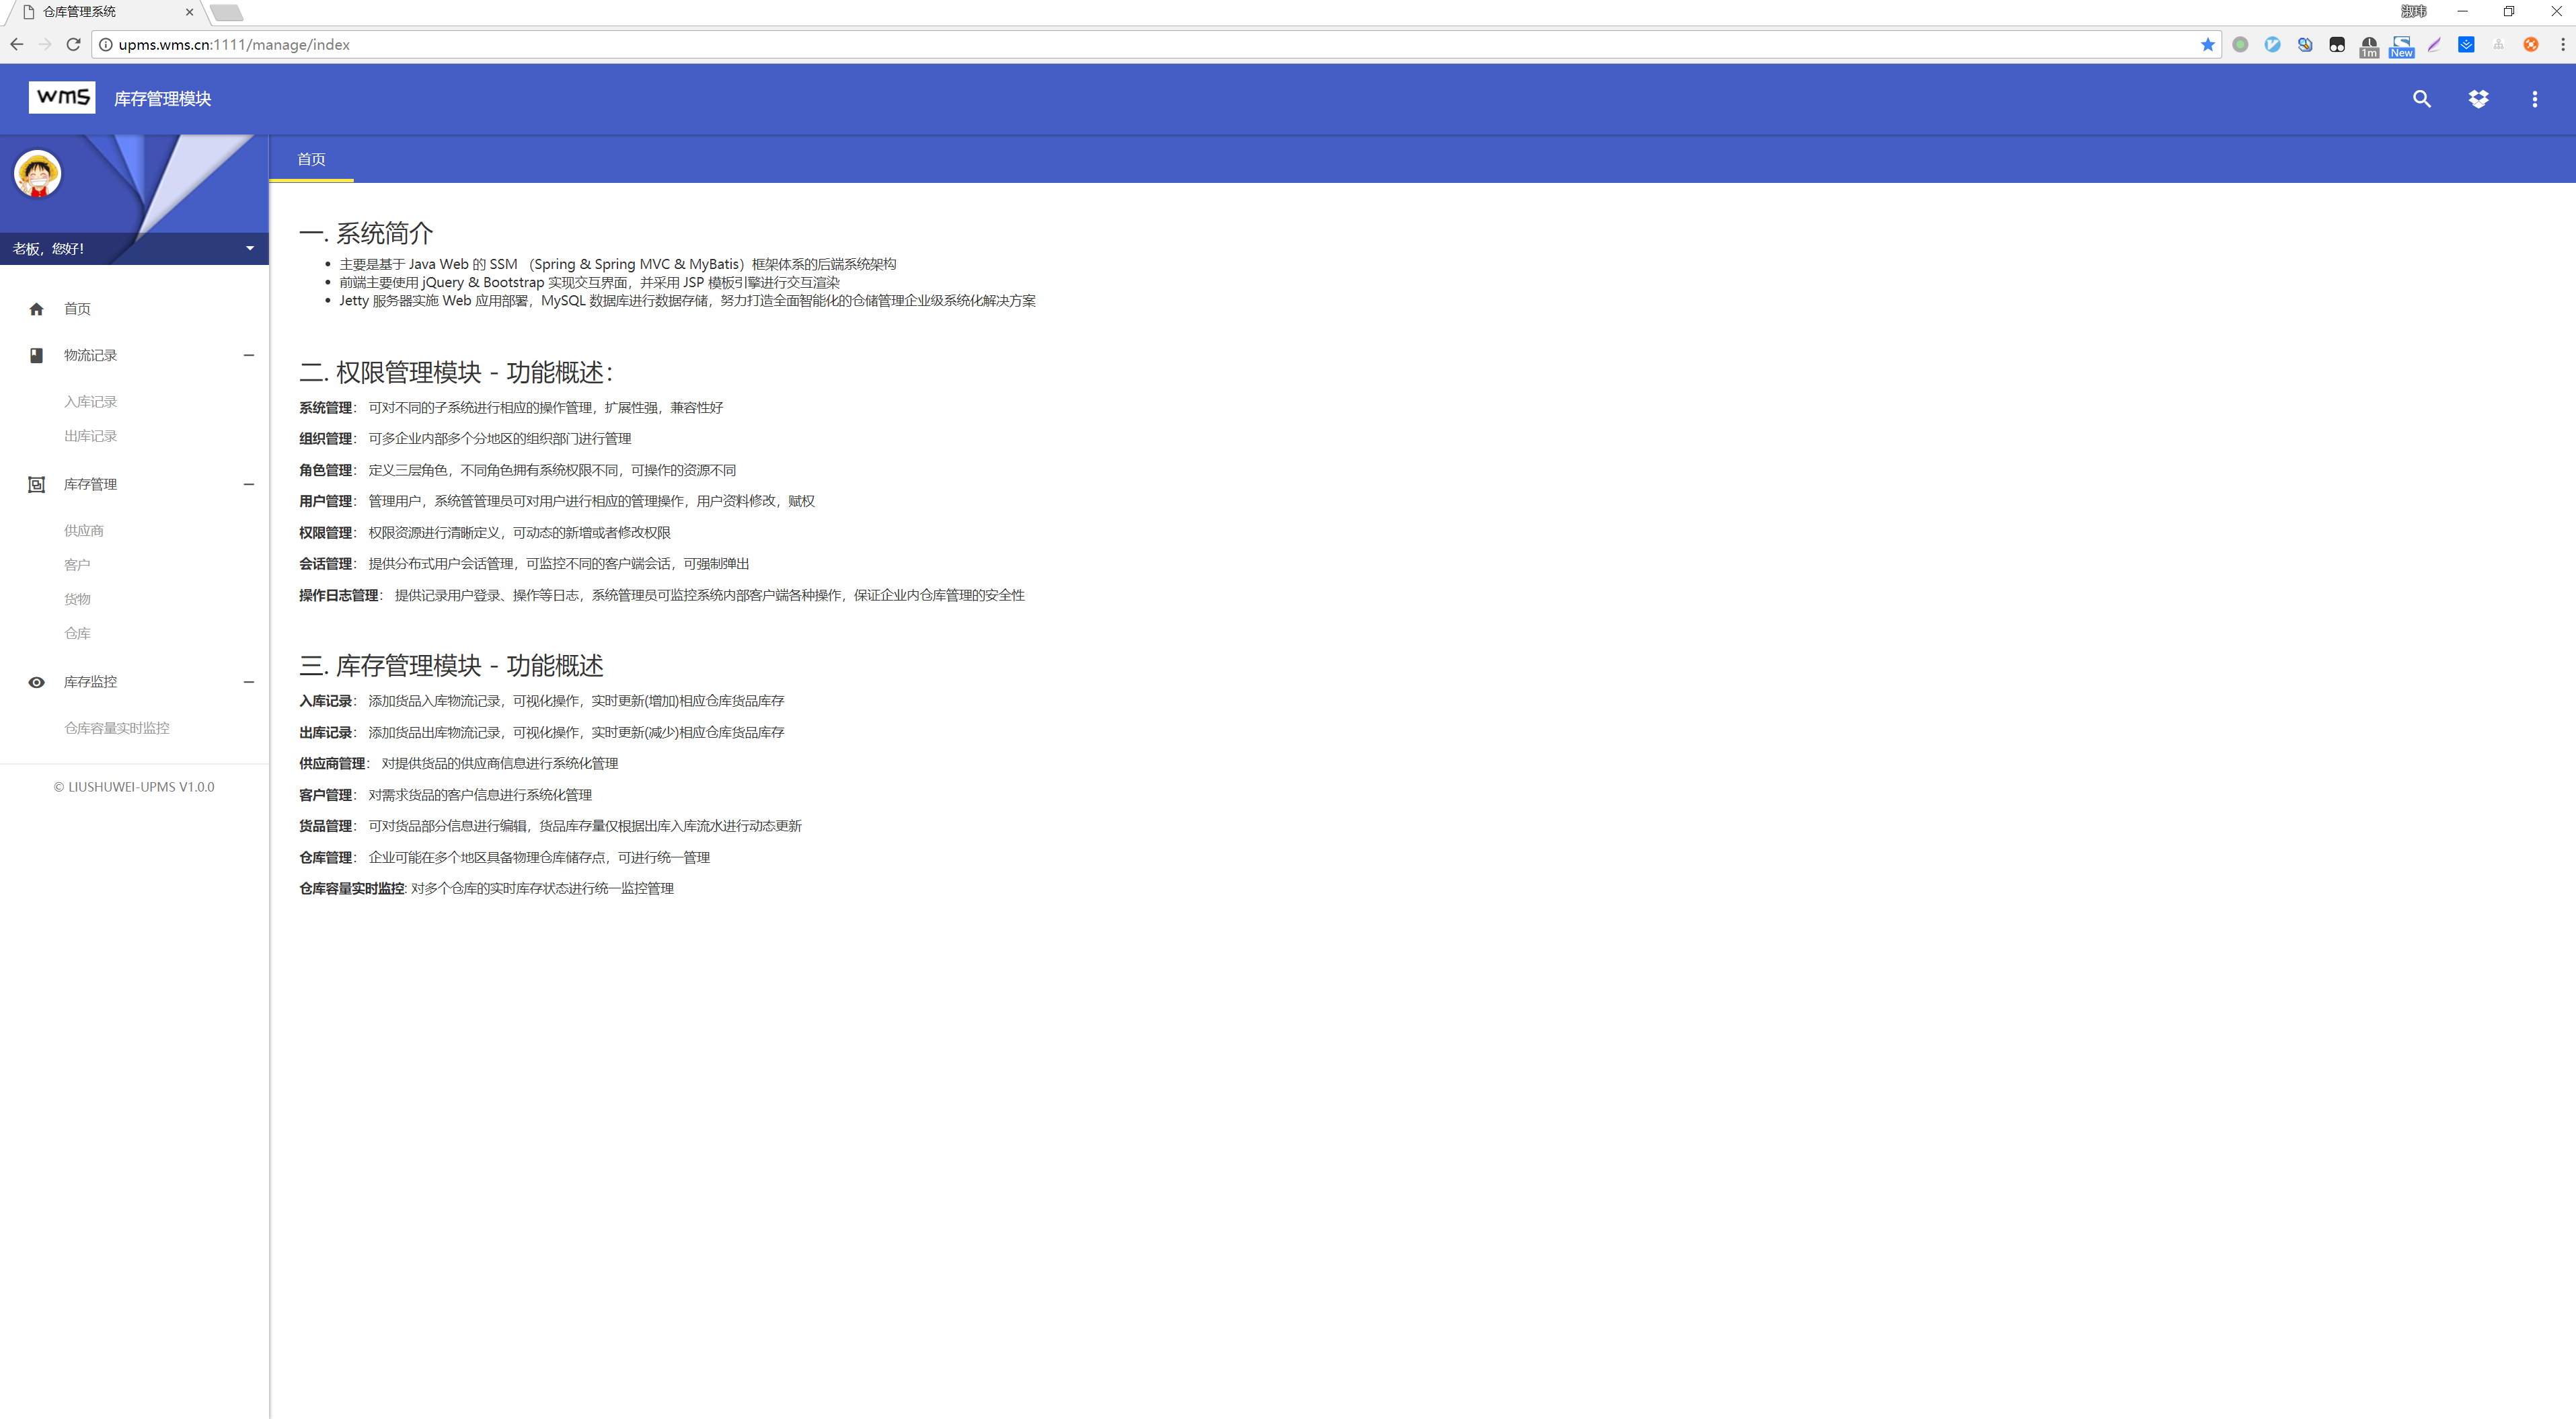 仓库管理系统
淑玮
upms.wms.cn:1111/manage/index
1m
New
wms
库存管理模块
首页
老板，您好！
首页
物流记录
入库记录
出库记录
库存管理
供应商
客户
货物
仓库
库存监控
仓库容量实时监控
© LIUSHUWEI-UPMS V1.0.0
一. 系统简介
主要是基于 Java Web 的 SSM （Spring & Spring MVC & MyBatis）框架体系的后端系统架构
前端主要使用 jQuery & Bootstrap 实现交互界面，并采用 JSP 模板引擎进行交互渲染
Jetty 服务器实施 Web 应用部署，MySQL 数据库进行数据存储，努力打造全面智能化的仓储管理企业级系统化解决方案
二. 权限管理模块 - 功能概述：
系统管理： 可对不同的子系统进行相应的操作管理，扩展性强，兼容性好
组织管理： 可多企业内部多个分地区的组织部门进行管理
角色管理： 定义三层角色，不同角色拥有系统权限不同，可操作的资源不同
用户管理： 管理用户，系统管管理员可对用户进行相应的管理操作，用户资料修改，赋权
权限管理： 权限资源进行清晰定义，可动态的新增或者修改权限
会话管理： 提供分布式用户会话管理，可监控不同的客户端会话，可强制弹出
操作日志管理： 提供记录用户登录、操作等日志，系统管理员可监控系统内部客户端各种操作，保证企业内仓库管理的安全性
三. 库存管理模块 - 功能概述
入库记录： 添加货品入库物流记录，可视化操作，实时更新(增加)相应仓库货品库存
出库记录： 添加货品出库物流记录，可视化操作，实时更新(减少)相应仓库货品库存
供应商管理： 对提供货品的供应商信息进行系统化管理
客户管理： 对需求货品的客户信息进行系统化管理
货品管理： 可对货品部分信息进行编辑，货品库存量仅根据出库入库流水进行动态更新
仓库管理： 企业可能在多个地区具备物理仓库储存点，可进行统一管理
仓库容量实时监控: 对多个仓库的实时库存状态进行统一监控管理